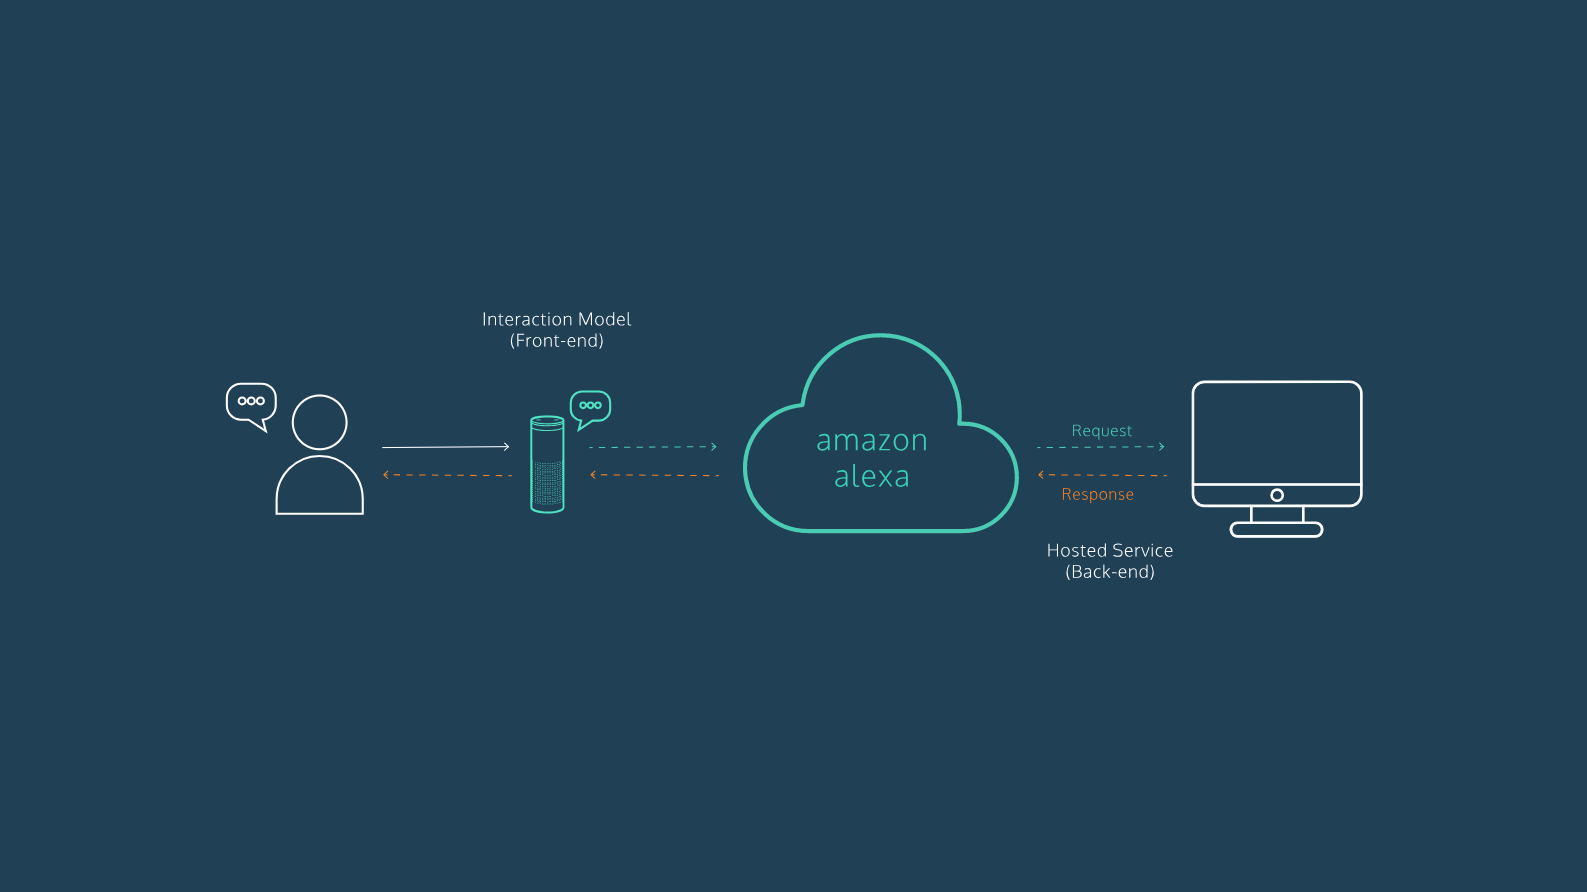 Interaction Model
(Front-end)
amazon
alexa
Request
Response
Hosted Service
(Back-end)